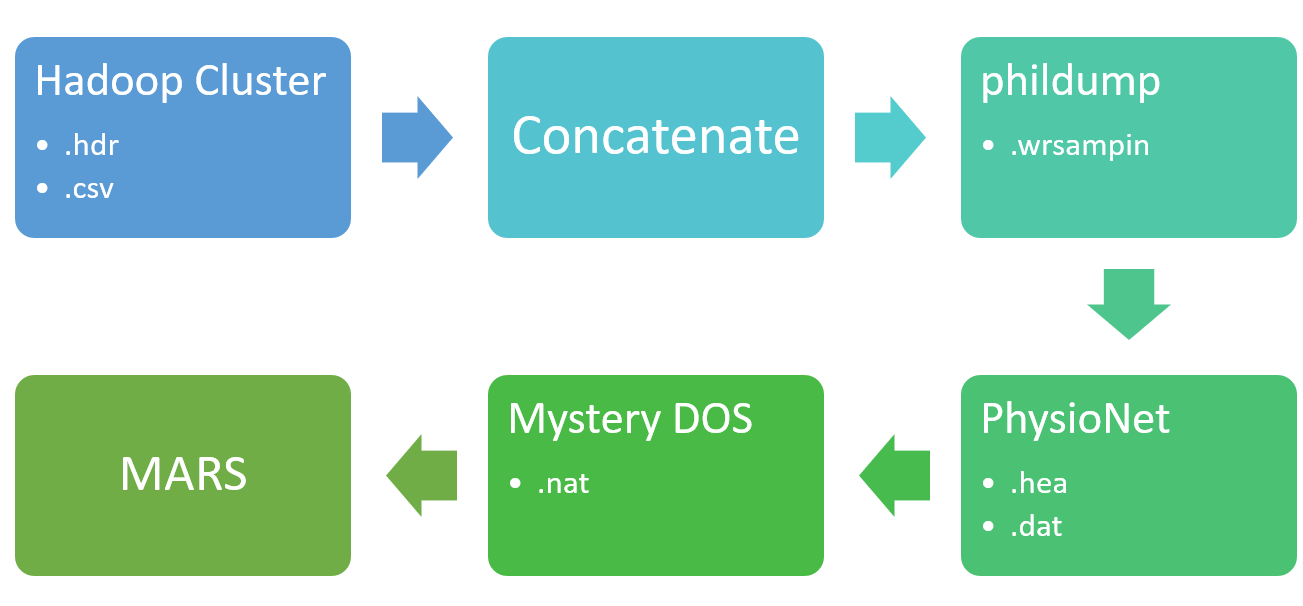 Hadoop Cluster
• .hdr
• .csv
Concatenate
phildump
• .wrsampin
PhysioNet
• .hea
• .dat
Mystery DOS
• .nat
MARS